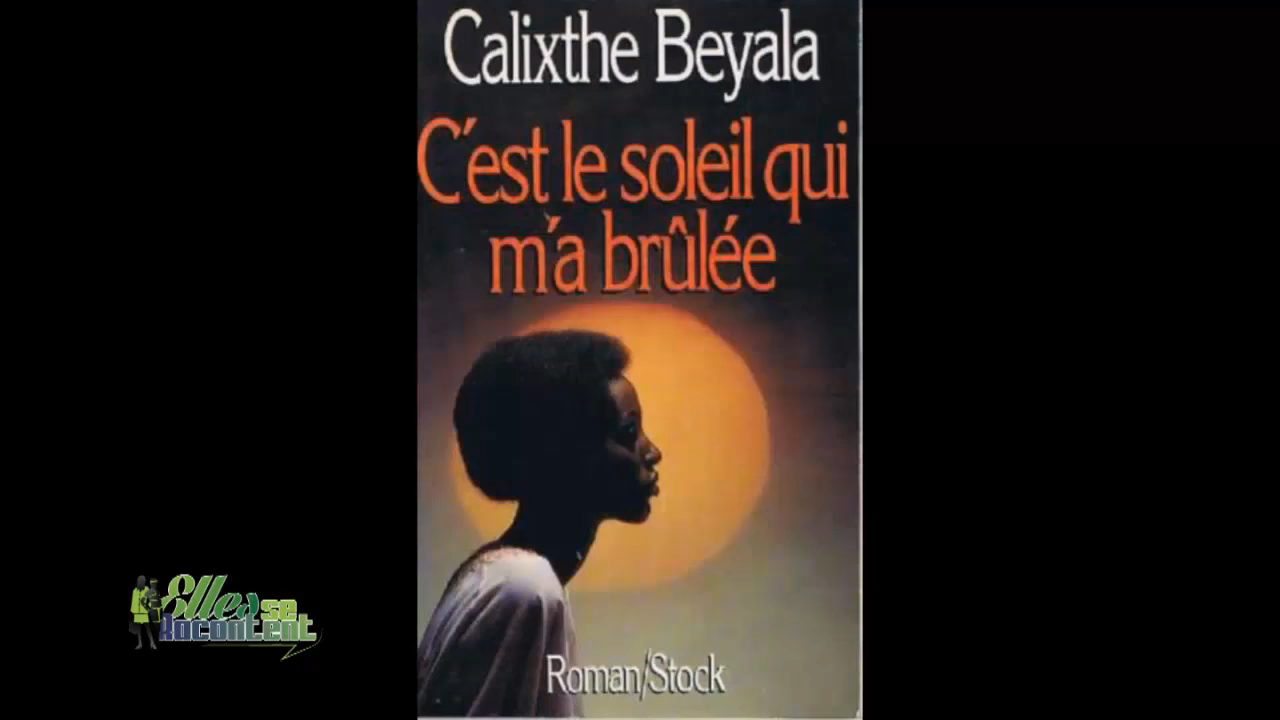 Calixthe Beyala
C'est le soleil qui
m'a brûlée
Roman/Stock
Elles se
Racontent